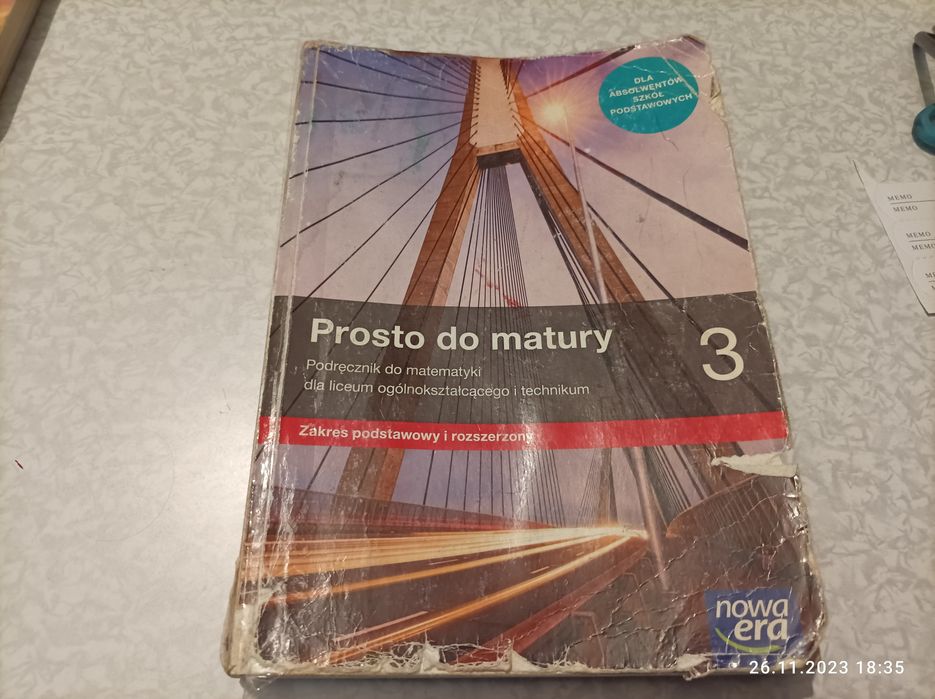 DLA
ABSOLWENTÓW
SZKÓŁ
PODSTAWOWYCH
Prosto do matury
3
Podręcznik do matematyki
dla liceum ogólnokształcącego i technikum
Zakres podstawowy i rozszerzony
nowa
era
MEMO
MEMO
MEMO
MEMO
26.11.2023 18:35